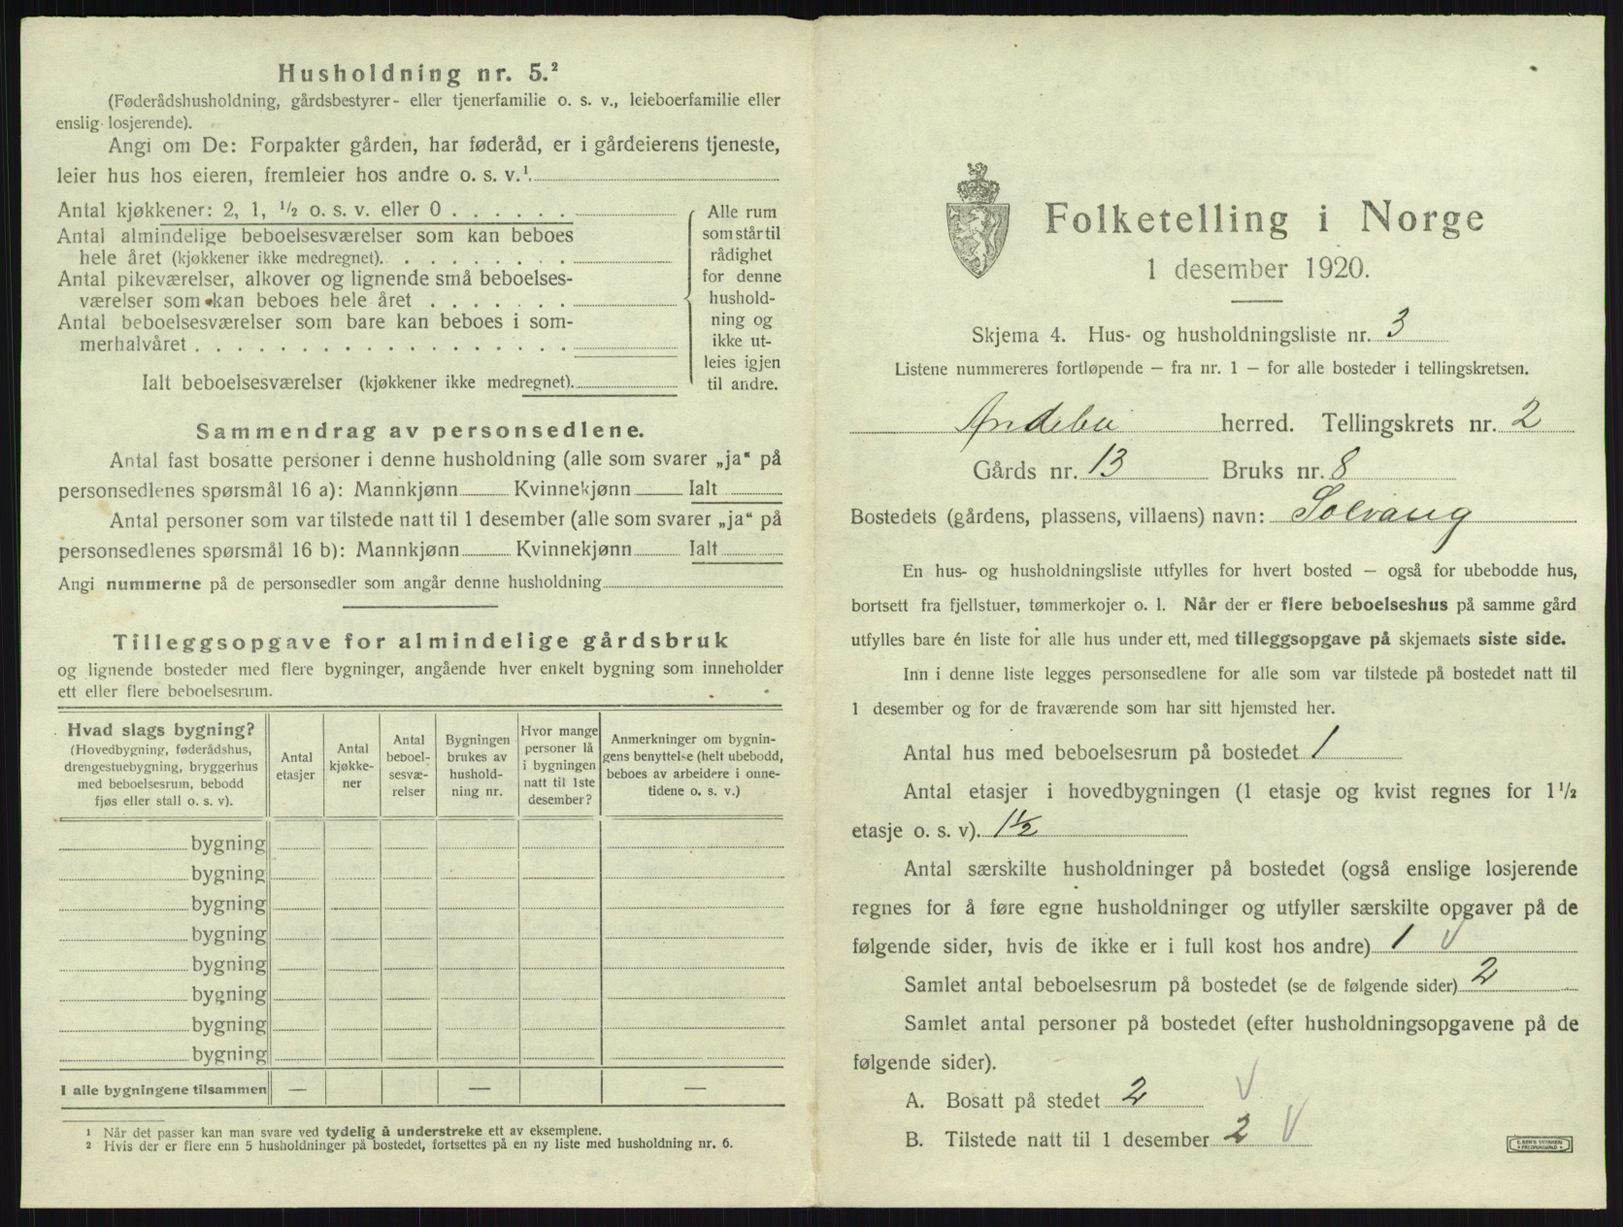 Husholdning nr. 5.²
(Føderådshusholdning, gårdsbestyrer- eller tjenerfamilie o. s. v., leieboerfamilie eller
enslig losjerende).
Angi om De: Forpakter gården, har føderåd, er i gårdeierens tjeneste,
leier hus hos eieren, fremleier hos andre o. s. v.¹.
Antal kjøkkener: 2, 1, ½ o. s. v. eller 0 . . . . . .
Antal almindelige beboelsesværelser som kan beboes
hele året (kjøkkener ikke medregnet). . . . . . . . .
Antal pikeværelser, alkover og lignende små beboelses-
værelser som kan beboes hele året . . . . . . .
Antal beboelsesværelser som bare kan beboes i som-
merhalvåret . . . . . . . . . . . . . . . . . .
Ialt beboelsesværelser (kjøkkener ikke medregnet).
Alle rum
som står til
rådighet
for denne
hushold-
ning og
ikke ut-
leies igjen
til andre.
Sammendrag av personsedlene.
Antal fast bosatte personer i denne husholdning (alle som svarer „ja“ på
personsedlenes spørsmål 16 a): Mannkjønn Kvinnekjønn Ialt
Antal personer som var tilstede natt til 1 desember (alle som svarer „ja“ på
personsedlenes spørsmål 16 b): Mannkjønn Kvinnekjønn Ialt
Angi nummerne på de personsedler som angår denne husholdning
Tilleggsopgave for almindelige gårdsbruk
og lignende bosteder med flere bygninger, angående hver enkelt bygning som inneholder
ett eller flere beboelsesrum.
Hvad slags bygning?
(Hovedbygning, føderådshus,
drengestuebygning, bryggerhus
med beboelsesrum, bebodd
fjøs eller stall o. s. v).
Antal
etasjer
Antal
kjøkke-
ner
Antal
beboel-
sesvæ-
relser
Bygningen
brukes av
hushold-
ning nr.
Hvor mange
personer lå
i bygningen
natt til 1ste
desember?
Anmerkninger om bygnin-
gens benyttelse (helt ubebodd,
beboes av arbeidere i onne-
tidene o. s. v.)
bygning
bygning
bygning
bygning
bygning
bygning
bygning
bygning
I alle bygningene tilsammen — — —
¹ Når det passer kan man svare ved tydelig å understreke ett av eksemplene.
² Hvis der er flere enn 5 husholdninger på bostedet, fortsettes på en ny liste med husholdning nr. 6.
Folketelling i Norge
1 desember 1920.
Skjema 4. Hus- og husholdningsliste nr. 3
Listene nummereres fortløpende — fra nr. 1 — for alle bosteder i tellingskretsen.
Andebu herred. Tellingskrets nr. 2
Gårds nr. 13 Bruks nr. 8
Bostedets (gårdens, plassens, villaens) navn: Solvang
En hus- og husholdningsliste utfylles for hvert bosted — også for ubebodde hus,
bortsett fra fjellstuer, tømmerkojer o. l. Når der er flere beboelseshus på samme gård
utfylles bare én liste for alle hus under ett, med tilleggsopgave på skjemaets siste side.
Inn i denne liste legges personsedlene for alle som var tilstede på bostedet natt til
1 desember og for de fraværende som har sitt hjemsted her.
Antal hus med beboelsesrum på bostedet 1
Antal etasjer i hovedbygningen (1 etasje og kvist regnes for 1½
etasje o. s. v). 1½
Antal særskilte husholdninger på bostedet (også enslige losjerende
regnes for å føre egne husholdninger og utfyller særskilte opgaver på de
følgende sider, hvis de ikke er i full kost hos andre) 1 √
Samlet antal beboelsesrum på bostedet (se de følgende sider) 2
Samlet antal personer på bostedet (efter husholdningsopgavene på de
følgende sider).
A. Bosatt på stedet 2 √
B. Tilstede natt til 1 desember 2 √